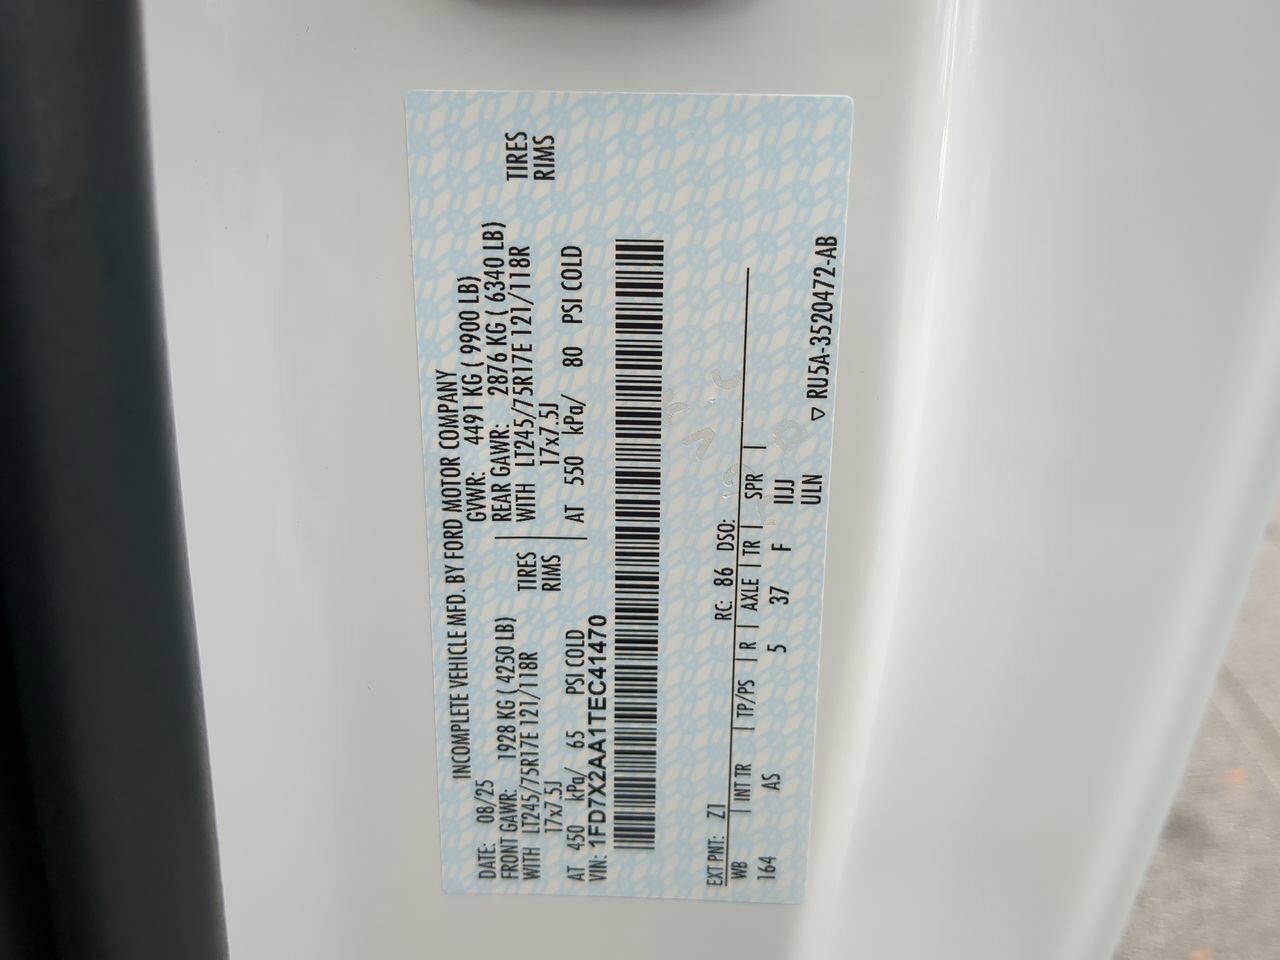 INCOMPLETE VEHICLE MFD. BY FORD MOTOR COMPANY
DATE: 08/25 GVWR: 4491 KG ( 9900 LB)
FRONT GAWR: 1928 KG ( 4250 LB) REAR GAWR: 2876 KG ( 6340 LB)
WITH LT245/75R17E 121/118R TIRES WITH LT245/75R17E 121/118R TIRES
17x7.5J RIMS 17x7.5J RIMS
AT 450 kPa/ 65 PSI COLD AT 550 kPa/ 80 PSI COLD
VIN: 1FD7X2AA1TEC41470
EXT PNT: Z1 RC: 86 DSO:
WB | INT TR | TP/PS | R | AXLE | TR | SPR |
164 AS 5 37 F IIJJ
ULN
▽ RU5A-3520472-AB